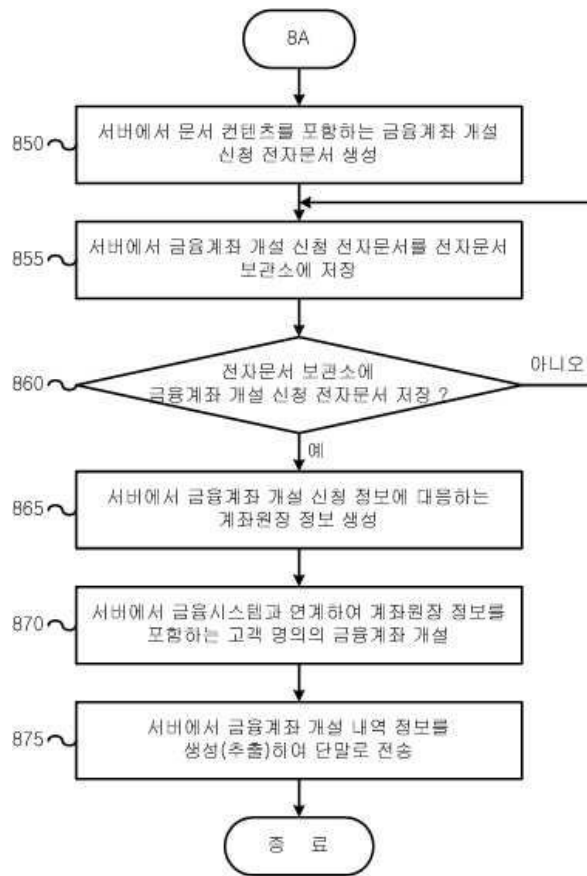 8A
850
서버에서 문서 컨텐츠를 포함하는 금융계좌 개설
신청 전자문서 생성
855
서버에서 금융계좌 개설 신청 전자문서를 전자문서
보관소에 저장
860
전자문서 보관소에
금융계좌 개설 신청 전자문서 저장 ?
아니오
예
865
서버에서 금융계좌 개설 신청 정보에 대응하는
계좌원장 정보 생성
870
서버에서 금융시스템과 연계하여 계좌원장 정보를
포함하는 고객 명의의 금융계좌 개설
875
서버에서 금융계좌 개설 내역 정보를
생성(추출)하여 단말로 전송
종 료